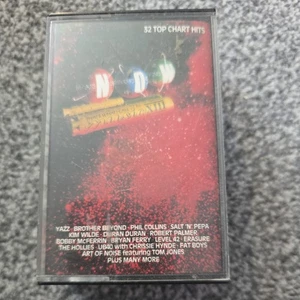 32 TOP CHART HITS
N
YAZZ · BROTHER BEYOND · PHIL COLLINS · SALT 'N' PEPA
KIM WILDE · DURAN DURAN · ROBERT PALMER
BOBBY McFERRIN · BRYAN FERRY · LEVEL 42 · ERASURE
THE HOLLIES · UB40 with CHRISSIE HYNDE · FAT BOYS
ART OF NOISE featuring TOM JONES
PLUS MANY MORE